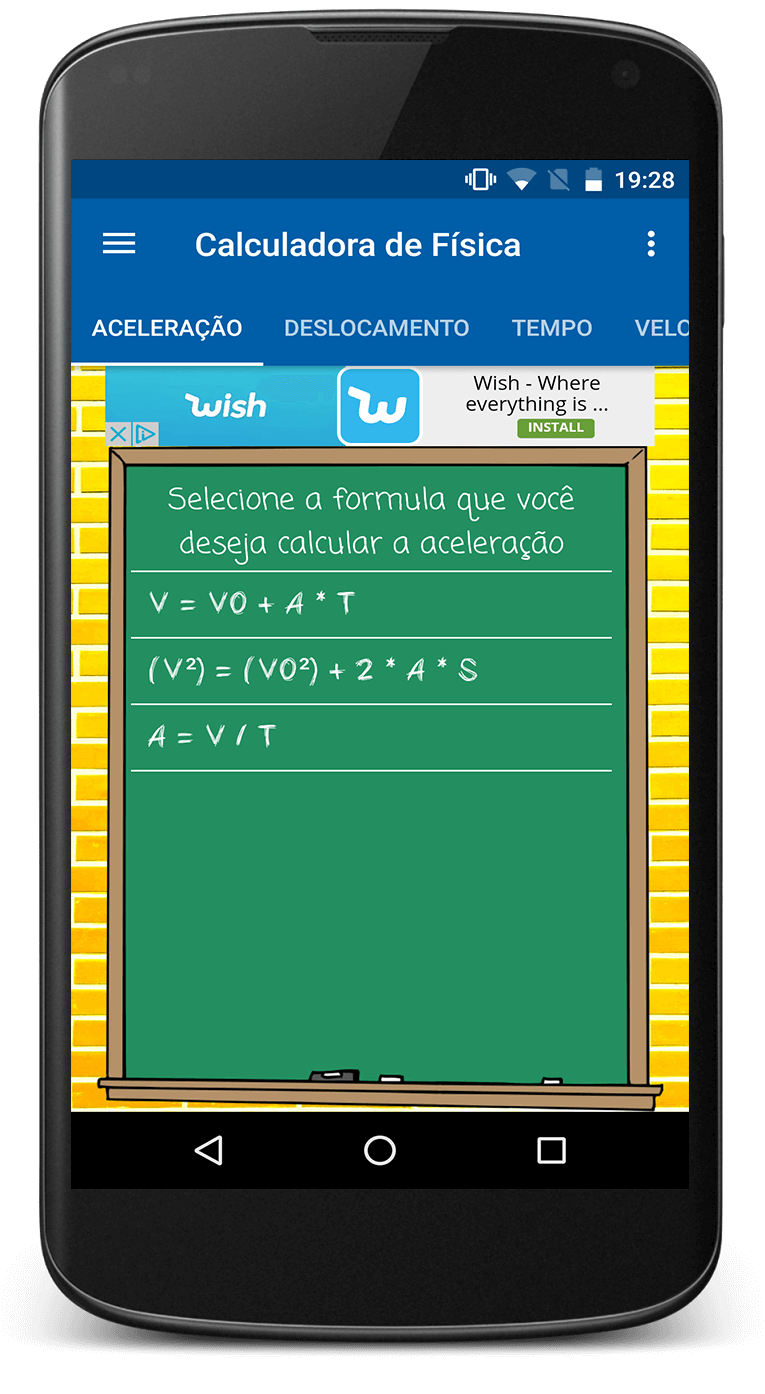 19:28
Calculadora de Física
ACELERAÇÃO DESLOCAMENTO TEMPO VELO
wish
Wish - Where
everything is ...
INSTALL
Selecione a formula que você
deseja calcular a aceleração
V = V0 + A * T
(V²) = (V0²) + 2 * A * S
A = V / T